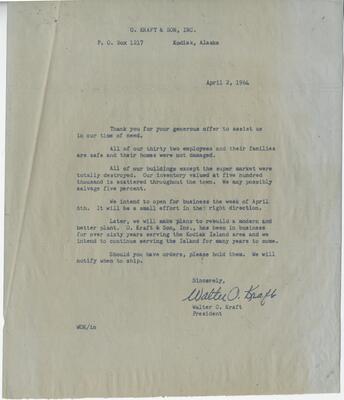 O. KRAFT & SON, INC.
P. O. Box 1217 Kodiak, Alaska
April 2, 1964
Thank you for your generous offer to assist us
in our time of need.
All of our thirty two employees and their families
are safe and their homes were not damaged.
All of our buildings except the super market were
totally destroyed. Our inventory valued at five hundred
thousand is scattered throughout the town. We may possibly
salvage five percent.
We intend to open for business the week of April
6th. It will be a small effort in the right direction.
Later, we will make plans to rebuild a modern and
better plant. O. Kraft & Son, Inc., has been in business
for over sixty years serving the Kodiak Island area and we
intend to continue serving the Island for many years to come.
Should you have orders, please hold them. We will
notify when to ship.
Sincerely,
Walter O. Kraft
Walter O. Kraft
President
WOK/in